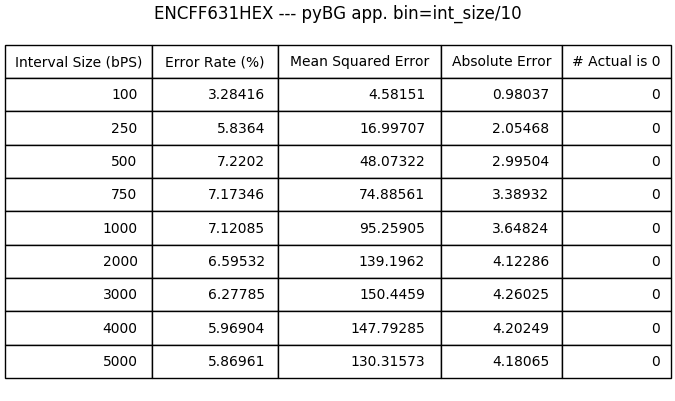 ENCFF631HEX --- pyBG app. bin=int_size/10
Interval Size (bPS) Error Rate (%) Mean Squared Error Absolute Error # Actual is 0
100 3.28416 4.58151 0.98037 0
250 5.8364 16.99707 2.05468 0
500 7.2202 48.07322 2.99504 0
750 7.17346 74.88561 3.38932 0
1000 7.12085 95.25905 3.64824 0
2000 6.59532 139.1962 4.12286 0
3000 6.27785 150.4459 4.26025 0
4000 5.96904 147.79285 4.20249 0
5000 5.86961 130.31573 4.18065 0